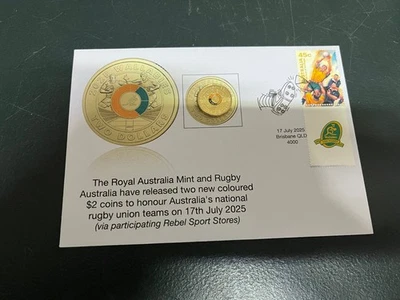 TWO DOLLARS
45c
17 July 2025
Brisbane QLD
4000
The Royal Australia Mint and Rugby
Australia have released two new coloured
$2 coins to honour Australia's national
rugby union teams on 17th July 2025
(via participating Rebel Sport Stores)